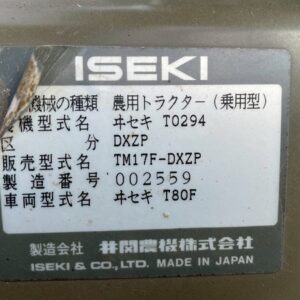 ISEKI
機械の種類 農用トラクター(乗用型)
機型式名 ヰセキ T0294
区分 DXZP
販売型式名 TM17F-DXZP
製造番号 002559
車両型式名 ヰセキ T80F
製造会社 井関農機株式会社
ISEKI & CO., LTD. MADE IN JAPAN